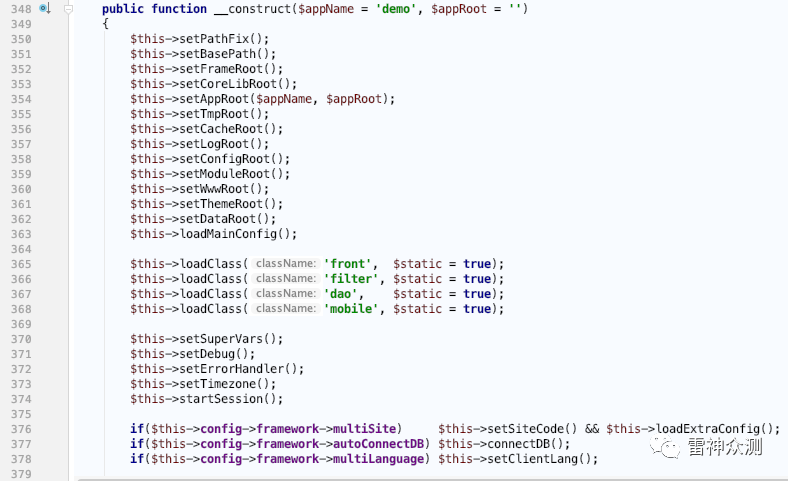 348 public function __construct($appName = 'demo', $appRoot = '')
349 {
350 $this->setPathFix();
351 $this->setBasePath();
352 $this->setFrameRoot();
353 $this->setCoreLibRoot();
354 $this->setAppRoot($appName, $appRoot);
355 $this->setTmpRoot();
356 $this->setCacheRoot();
357 $this->setLogRoot();
358 $this->setConfigRoot();
359 $this->setModuleRoot();
360 $this->setWwwRoot();
361 $this->setThemeRoot();
362 $this->setDataRoot();
363 $this->loadMainConfig();
364
365 $this->loadClass( className: 'front', $static = true);
366 $this->loadClass( className: 'filter', $static = true);
367 $this->loadClass( className: 'dao', $static = true);
368 $this->loadClass( className: 'mobile', $static = true);
369
370 $this->setSuperVars();
371 $this->setDebug();
372 $this->setErrorHandler();
373 $this->setTimezone();
374 $this->startSession();
375
376 if($this->config->framework->multiSite) $this->setSiteCode() && $this->loadExtraConfig();
377 if($this->config->framework->autoConnectDB) $this->connectDB();
378 if($this->config->framework->multiLanguage) $this->setClientLang();
379
雷神众测